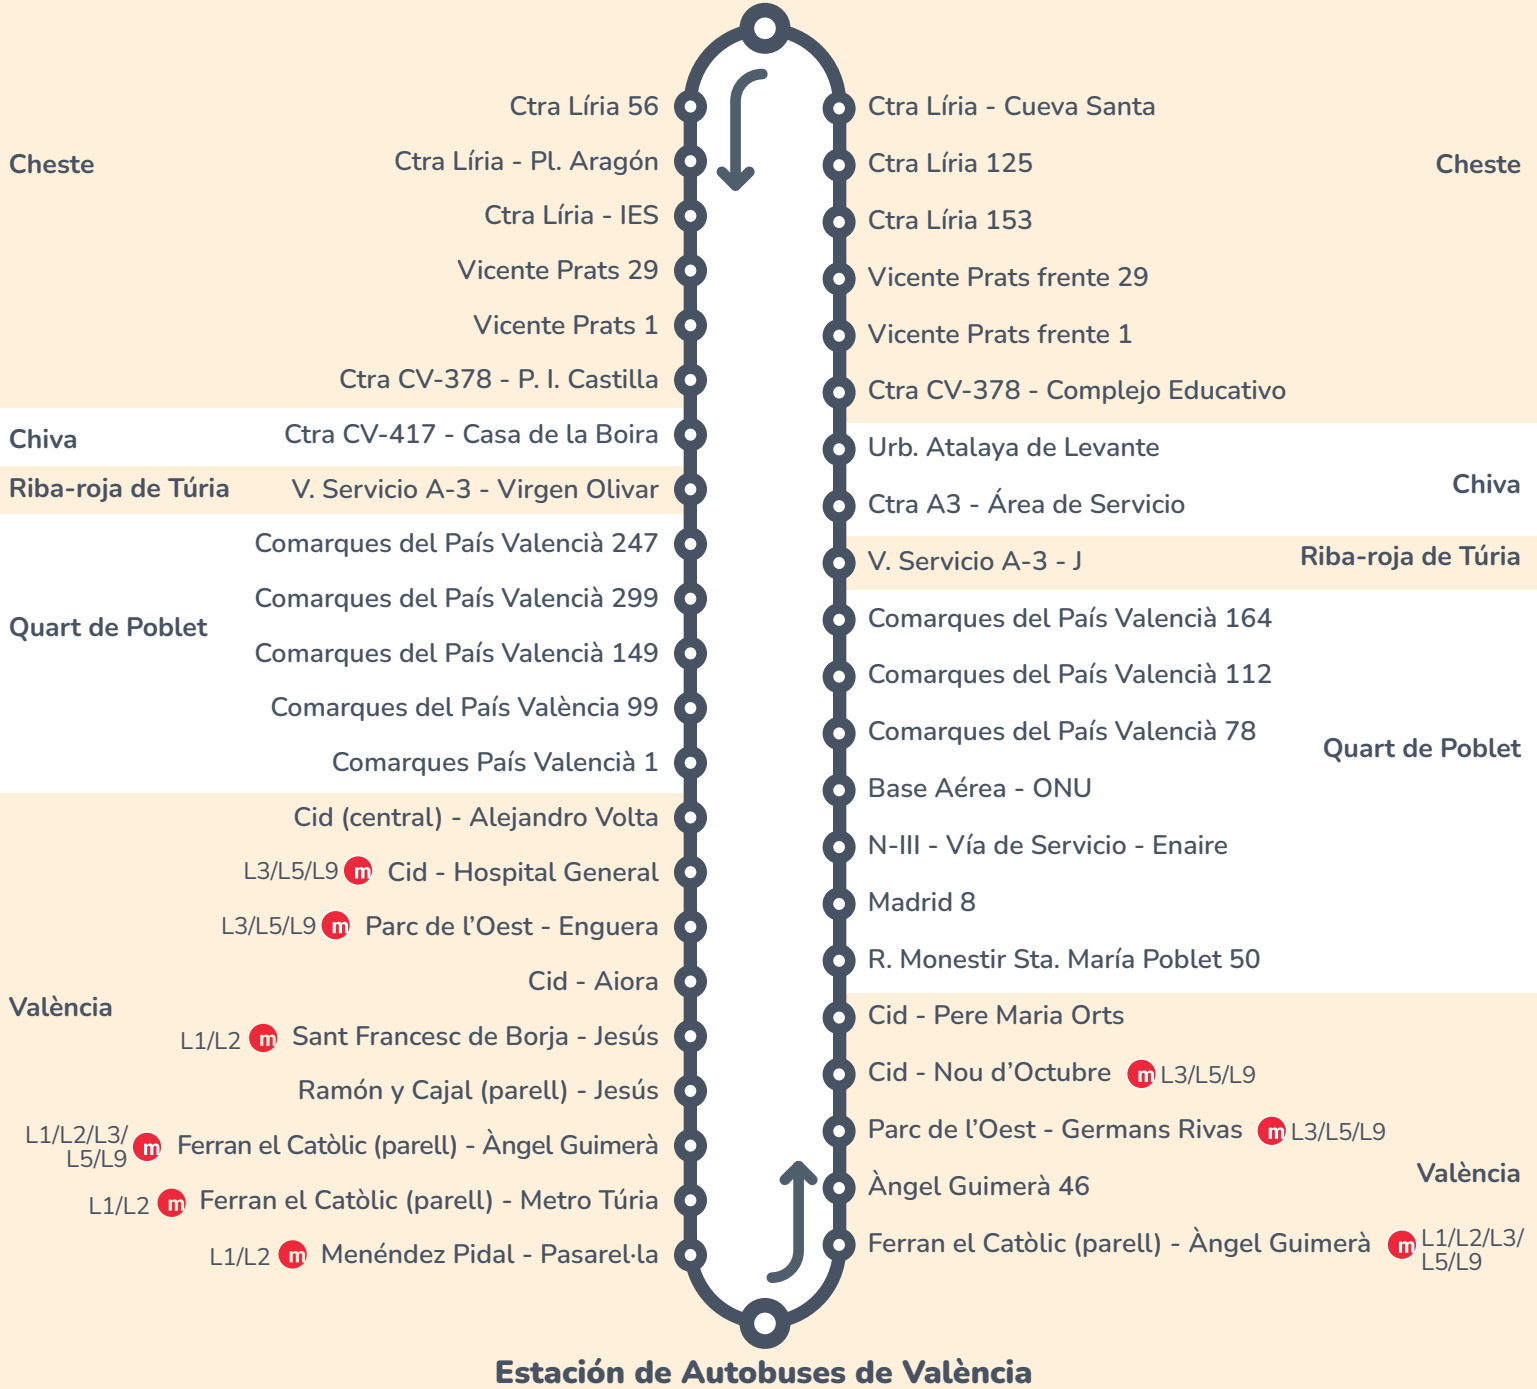 Cheste
Ctra Líria 56
Ctra Líria - Pl. Aragón
Ctra Líria - IES
Vicente Prats 29
Vicente Prats 1
Ctra CV-378 - P. I. Castilla
Chiva
Ctra CV-417 - Casa de la Boira
Riba-roja de Túria
V. Servicio A-3 - Virgen Olivar
Quart de Poblet
Comarques del País Valencià 247
Comarques del País Valencià 299
Comarques del País Valencià 149
Comarques del País València 99
Comarques País Valencià 1
València
Cid (central) - Alejandro Volta
L3/L5/L9 m Cid - Hospital General
L3/L5/L9 m Parc de l'Oest - Enguera
Cid - Aiora
L1/L2 m Sant Francesc de Borja - Jesús
Ramón y Cajal (parell) - Jesús
L1/L2/L3/
L5/L9 m Ferran el Catòlic (parell) - Àngel Guimerà
L1/L2 m Ferran el Catòlic (parell) - Metro Túria
L1/L2 m Menéndez Pidal - Pasarel·la
Ctra Líria - Cueva Santa
Ctra Líria 125
Cheste
Ctra Líria 153
Vicente Prats frente 29
Vicente Prats frente 1
Ctra CV-378 - Complejo Educativo
Urb. Atalaya de Levante
Chiva
Ctra A3 - Área de Servicio
V. Servicio A-3 - J
Riba-roja de Túria
Comarques del País Valencià 164
Comarques del País Valencià 112
Comarques del País Valencià 78
Quart de Poblet
Base Aérea - ONU
N-III - Vía de Servicio - Enaire
Madrid 8
R. Monestir Sta. María Poblet 50
Cid - Pere Maria Orts
Cid - Nou d'Octubre m L3/L5/L9
Parc de l'Oest - Germans Rivas m L3/L5/L9
València
Àngel Guimerà 46
Ferran el Catòlic (parell) - Àngel Guimerà m L1/L2/L3/
L5/L9
Estación de Autobuses de València